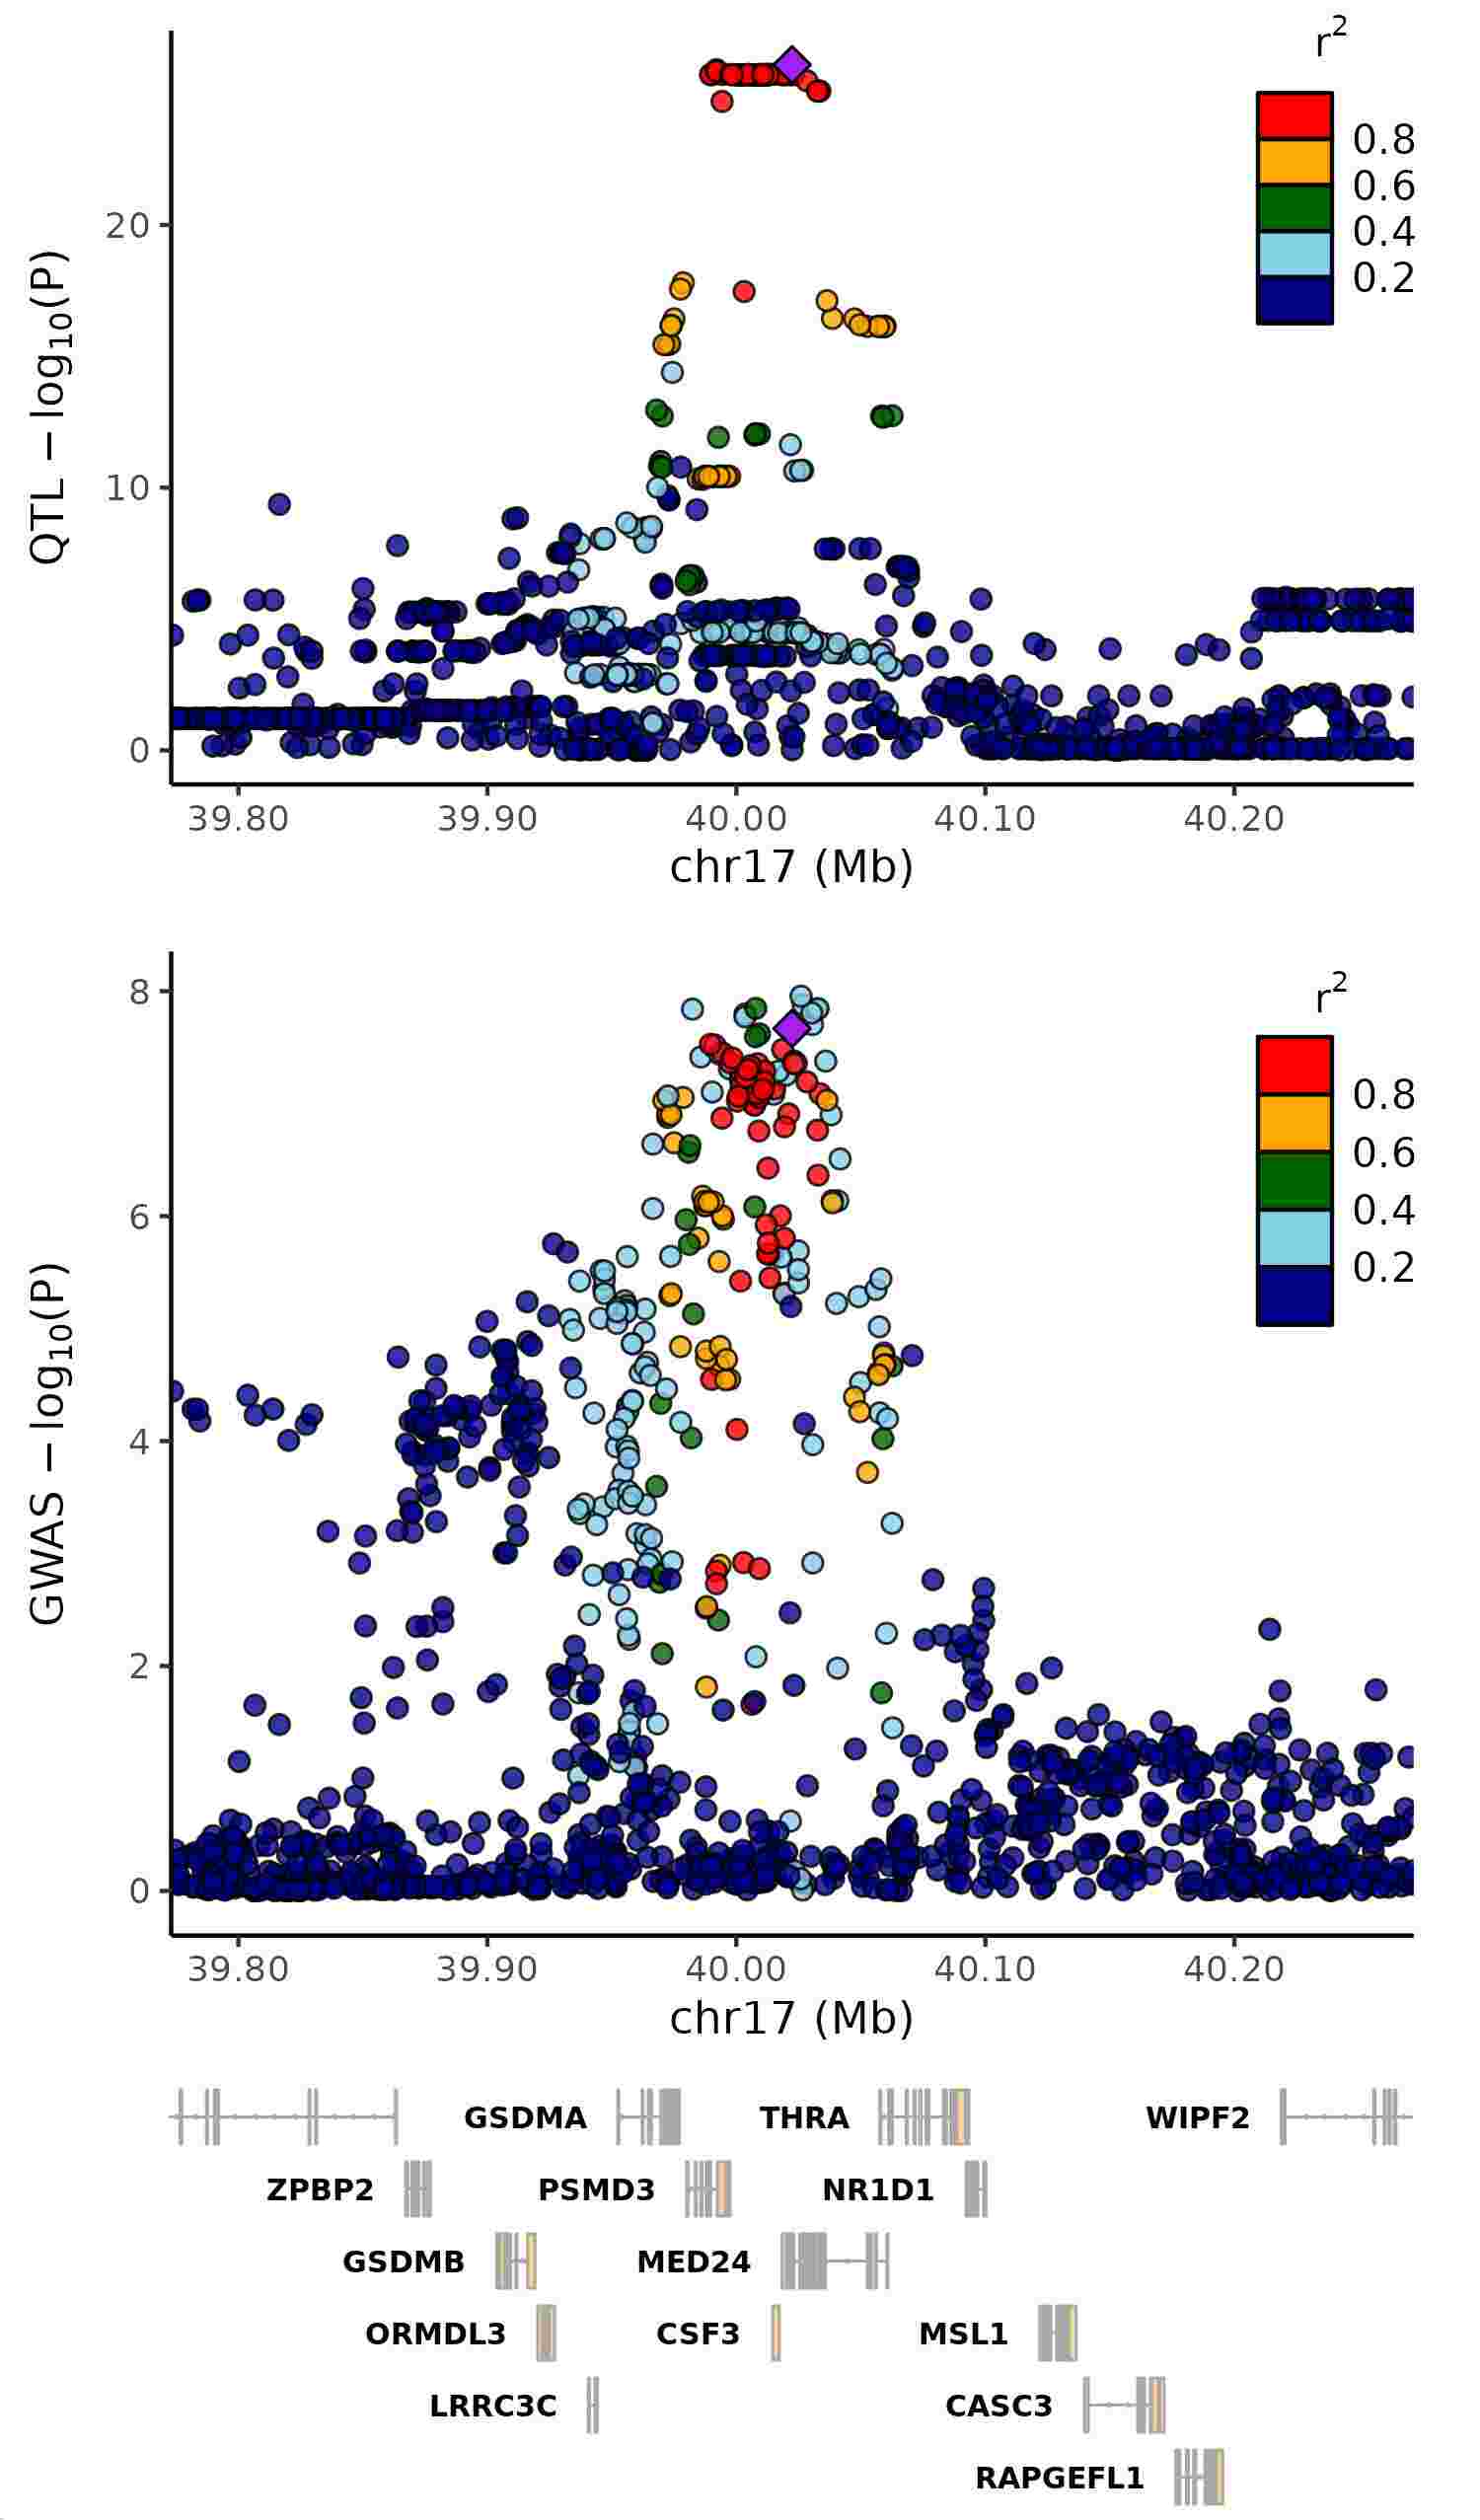 r2
0.8
0.6
0.4
0.2
20
10
0
QTL −log10(P)
39.80 39.90 40.00 40.10 40.20
chr17 (Mb)
r2
0.8
0.6
0.4
0.2
8
6
4
2
0
GWAS −log10(P)
39.80 39.90 40.00 40.10 40.20
chr17 (Mb)
GSDMA THRA WIPF2
ZPBP2 PSMD3 NR1D1
GSDMB MED24
ORMDL3 CSF3 MSL1
LRRC3C CASC3
RAPGEFL1